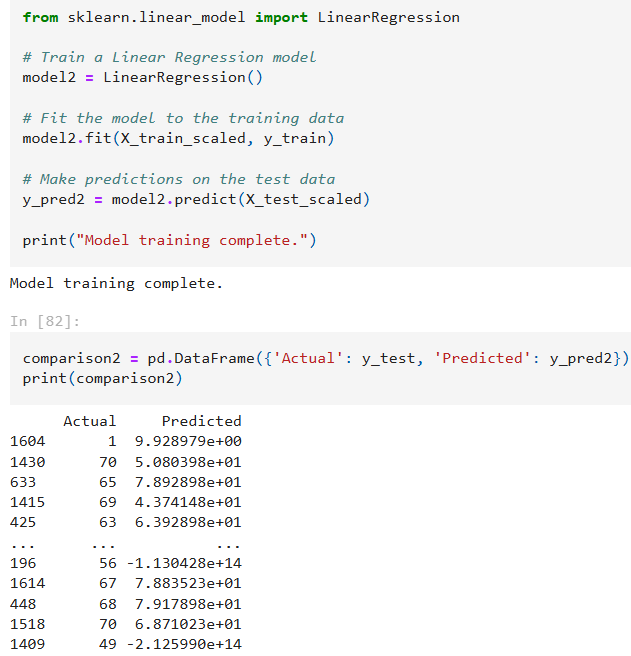 from sklearn.linear_model import LinearRegression
# Train a Linear Regression model
model2 = LinearRegression()
# Fit the model to the training data
model2.fit(X_train_scaled, y_train)
# Make predictions on the test data
y_pred2 = model2.predict(X_test_scaled)
print("Model training complete.")
Model training complete.
In [82]:
comparison2 = pd.DataFrame({'Actual': y_test, 'Predicted': y_pred2})
print(comparison2)
Actual Predicted
1604 1 9.928979e+00
1430 70 5.080398e+01
633 65 7.892898e+01
1415 69 4.374148e+01
425 63 6.392898e+01
... ... ...
196 56 -1.130428e+14
1614 67 7.883523e+01
448 68 7.917898e+01
1518 70 6.871023e+01
1409 49 -2.125990e+14